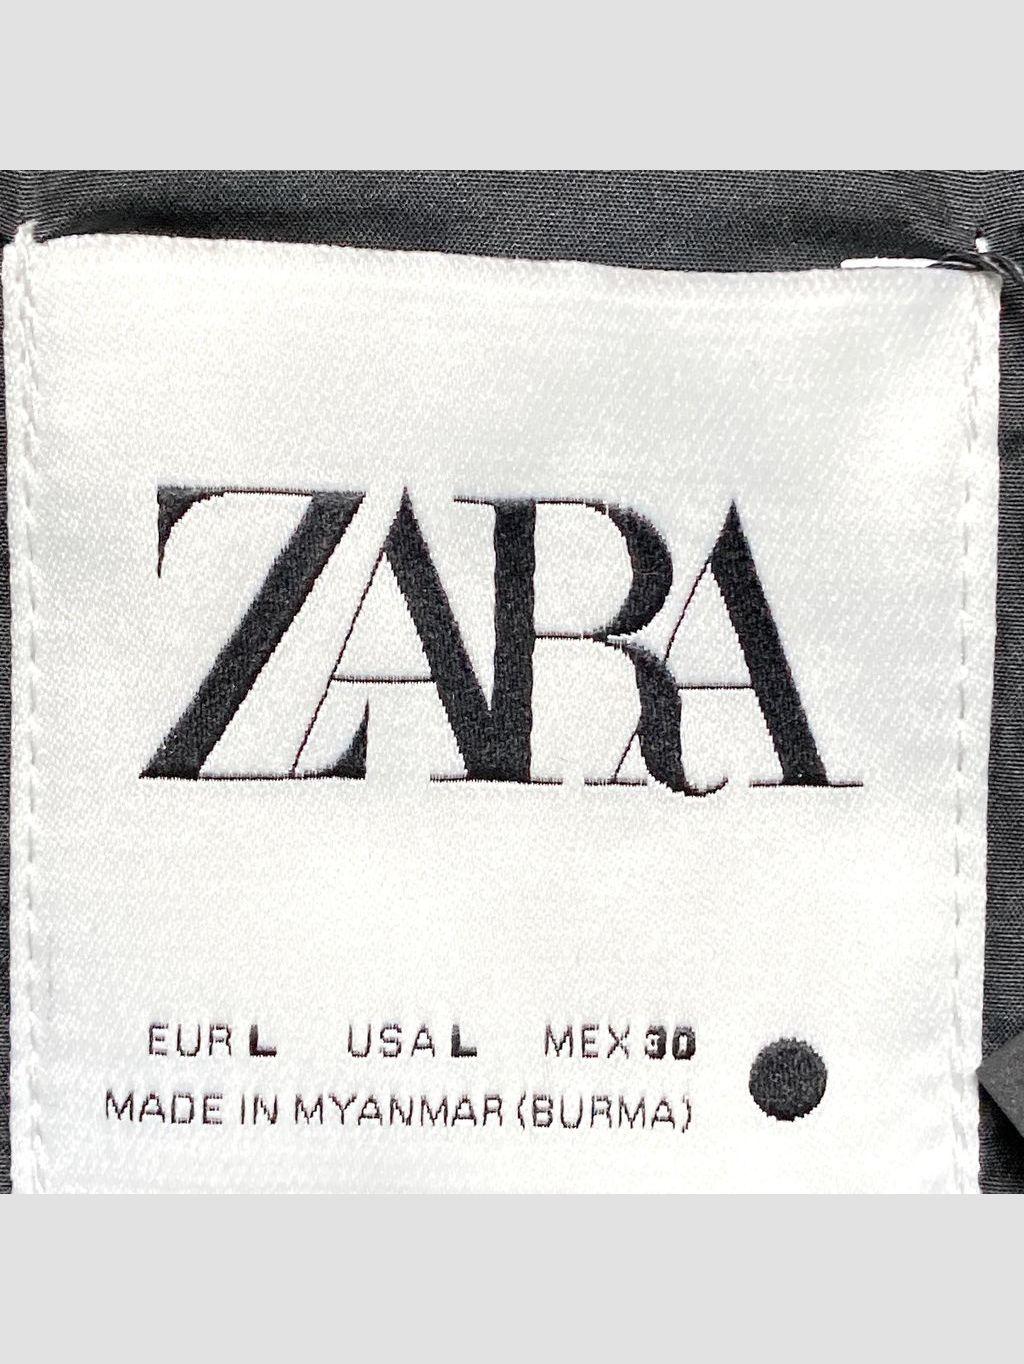 ZARA
EUR L USA L MEX 30
MADE IN MYANMAR (BURMA)